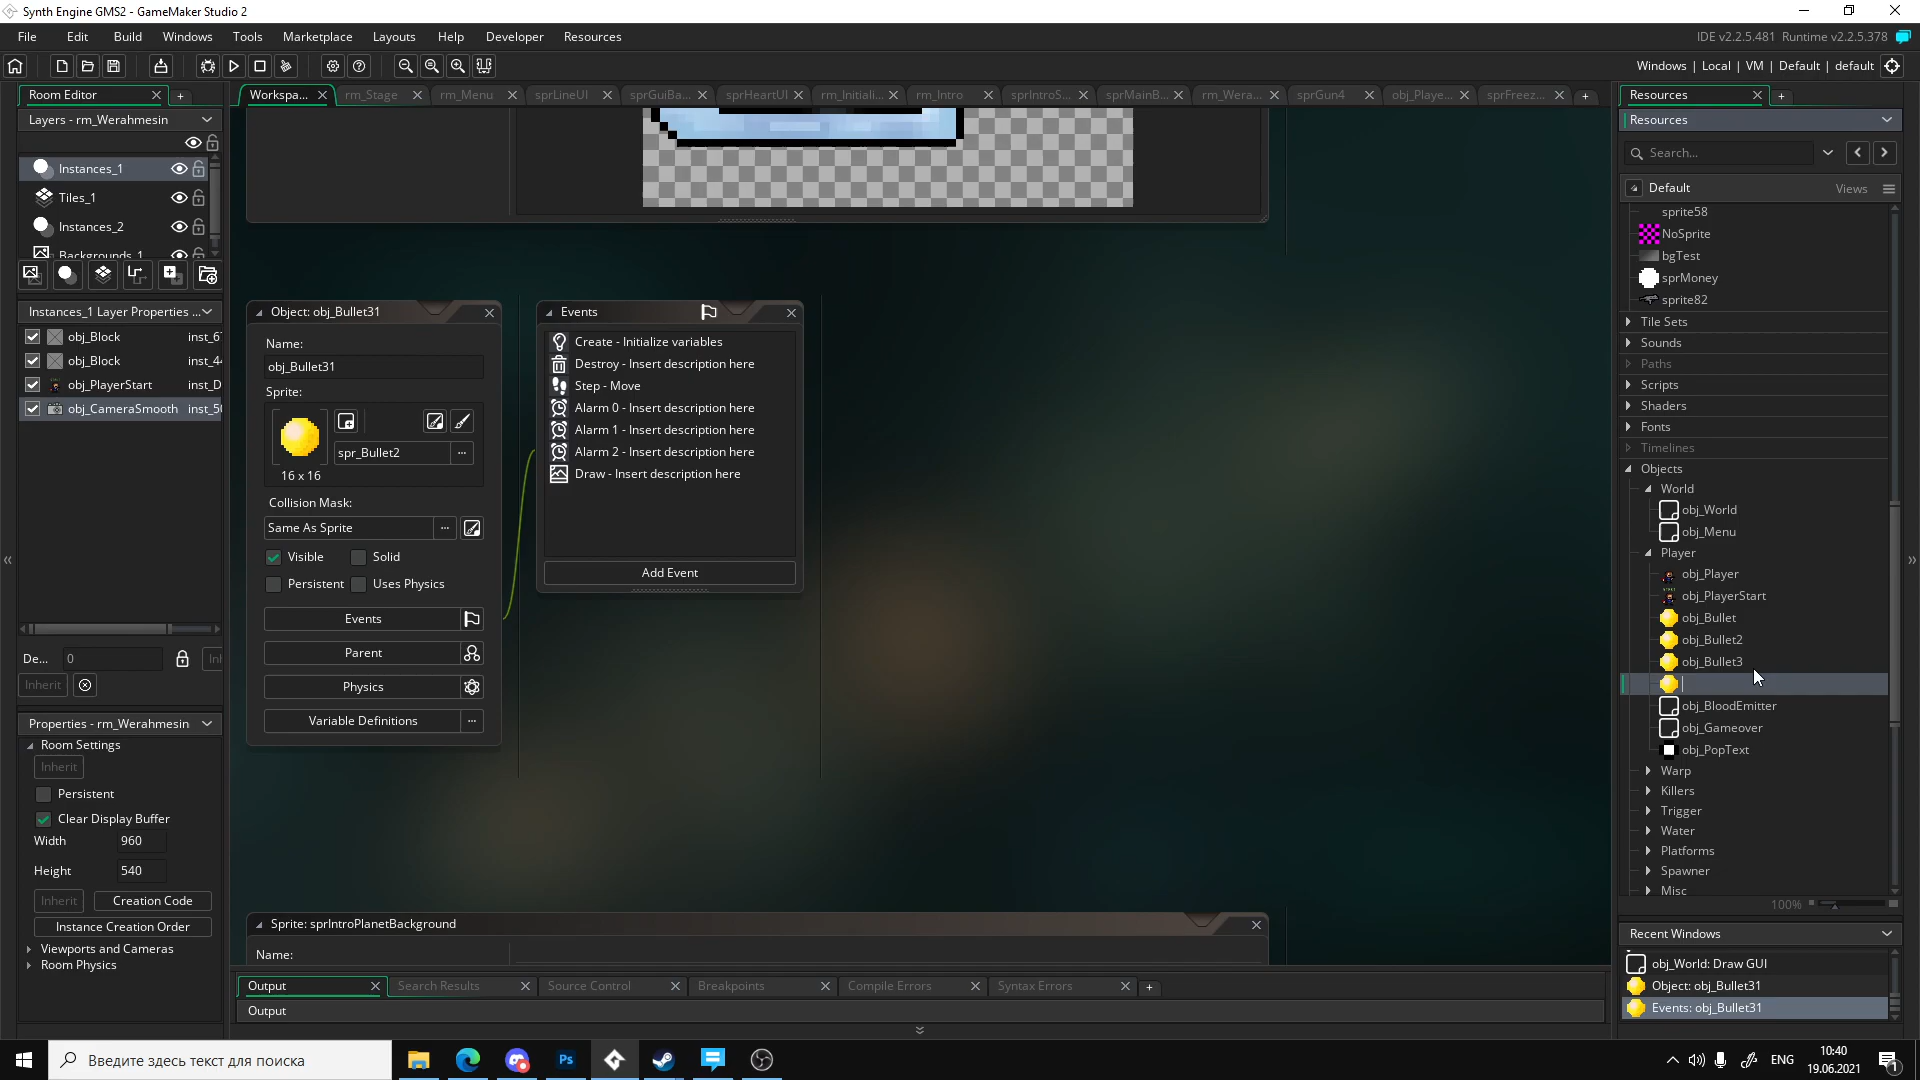 Synth Engine GMS2 - GameMaker Studio 2
File Edit Build Windows Tools Marketplace Layouts Help Developer Resources
IDE v2.2.5.481 Runtime v2.2.5.378
Windows | Local | VM | Default | default
Room Editor
Layers - rm_Werahmesin
Instances_1
Tiles_1
Instances_2
Backgrounds_1
Instances_1 Layer Properties ...
obj_Block inst_6
obj_Block inst_4
obj_PlayerStart inst_D
obj_CameraSmooth inst_5
De... 0
Inherit
Properties - rm_Werahmesin
Room Settings
Inherit
Persistent
Clear Display Buffer
Width 960
Height 540
Inherit Creation Code
Instance Creation Order
Viewports and Cameras
Room Physics
Workspa... rm_Stage rm_Menu sprLineUI sprGuiBa... sprHeartUI rm_Initiali... rm_Intro sprIntroS... sprMainB... rm_Wera... sprGun4 obj_Playe... sprFreez...
Object: obj_Bullet31
Name:
obj_Bullet31
Sprite:
spr_Bullet2 ...
16 x 16
Collision Mask:
Same As Sprite ...
Visible Solid
Persistent Uses Physics
Events
Parent
Physics
Variable Definitions ...
Events
Create - Initialize variables
Destroy - Insert description here
Step - Move
Alarm 0 - Insert description here
Alarm 1 - Insert description here
Alarm 2 - Insert description here
Draw - Insert description here
Add Event
Sprite: sprIntroPlanetBackground
Name:
Output Search Results Source Control Breakpoints Compile Errors Syntax Errors
Output
Resources
Resources
Search...
Default Views
sprite58
NoSprite
bgTest
sprMoney
sprite82
Tile Sets
Sounds
Paths
Scripts
Shaders
Fonts
Timelines
Objects
World
obj_World
obj_Menu
Player
obj_Player
obj_PlayerStart
obj_Bullet
obj_Bullet2
obj_Bullet3
obj_BloodEmitter
obj_Gameover
obj_PopText
Warp
Killers
Trigger
Water
Platforms
Spawner
Misc
100%
Recent Windows
obj_World: Draw GUI
Object: obj_Bullet31
Events: obj_Bullet31
Введите здесь текст для поиска
Ps
ENG
10:40
19.06.2021
1